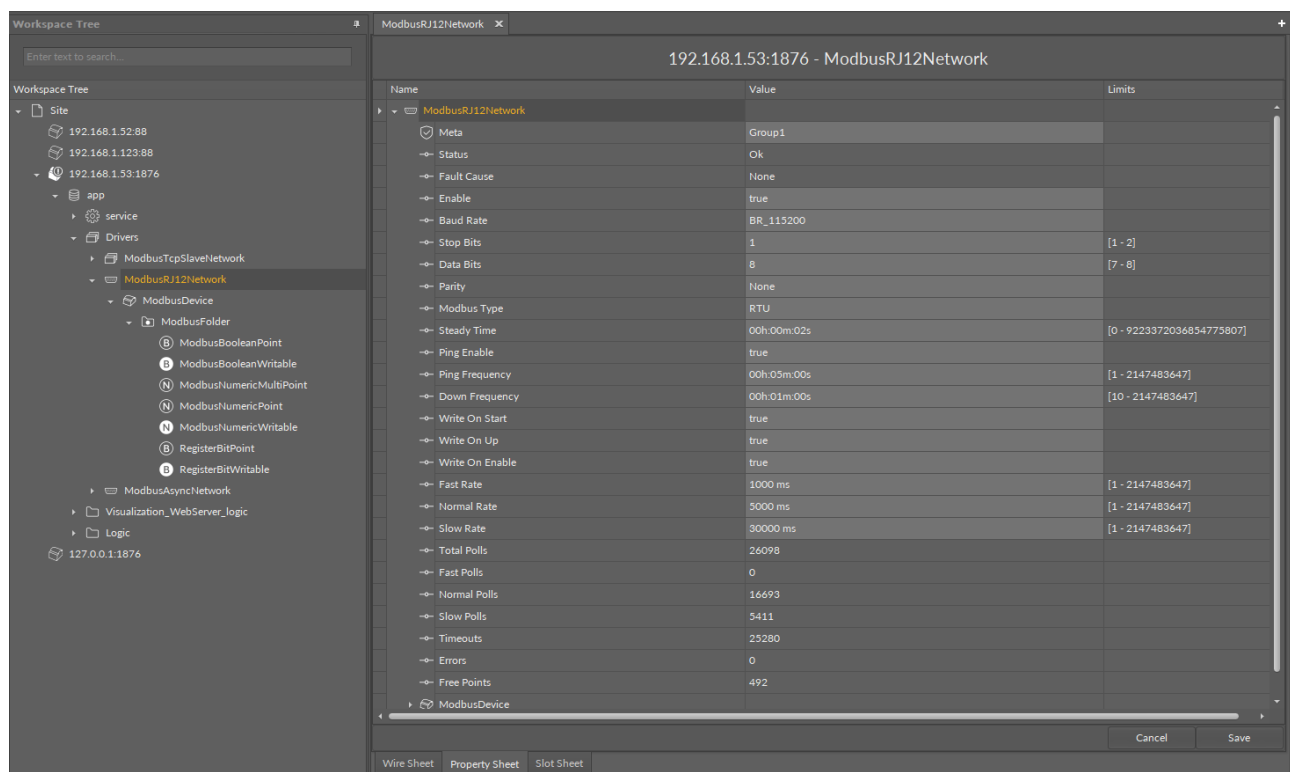 Workspace Tree
Enter text to search...
Workspace Tree
Site
192.168.1.52:88
192.168.1.123:88
192.168.1.53:1876
app
service
Drivers
ModbusTcpSlaveNetwork
ModbusRJ12Network
ModbusDevice
ModbusFolder
B ModbusBooleanPoint
B ModbusBooleanWritable
N ModbusNumericMultiPoint
N ModbusNumericPoint
N ModbusNumericWritable
B RegisterBitPoint
B RegisterBitWritable
ModbusAsyncNetwork
Visualization_WebServer_logic
Logic
127.0.0.1:1876
ModbusRJ12Network
192.168.1.53:1876 - ModbusRJ12Network
Name Value Limits
ModbusRJ12Network
Meta Group1
Status Ok
Fault Cause None
Enable true
Baud Rate BR_115200
Stop Bits 1 [1 - 2]
Data Bits 8 [7 - 8]
Parity None
Modbus Type RTU
Steady Time 00h:00m:02s [0 - 9223372036854775807]
Ping Enable true
Ping Frequency 00h:05m:00s [1 - 2147483647]
Down Frequency 00h:01m:00s [10 - 2147483647]
Write On Start true
Write On Up true
Write On Enable true
Fast Rate 1000 ms [1 - 2147483647]
Normal Rate 5000 ms [1 - 2147483647]
Slow Rate 30000 ms [1 - 2147483647]
Total Polls 26098
Fast Polls 0
Normal Polls 16693
Slow Polls 5411
Timeouts 25280
Errors 0
Free Points 492
ModbusDevice
Cancel Save
Wire Sheet Property Sheet Slot Sheet